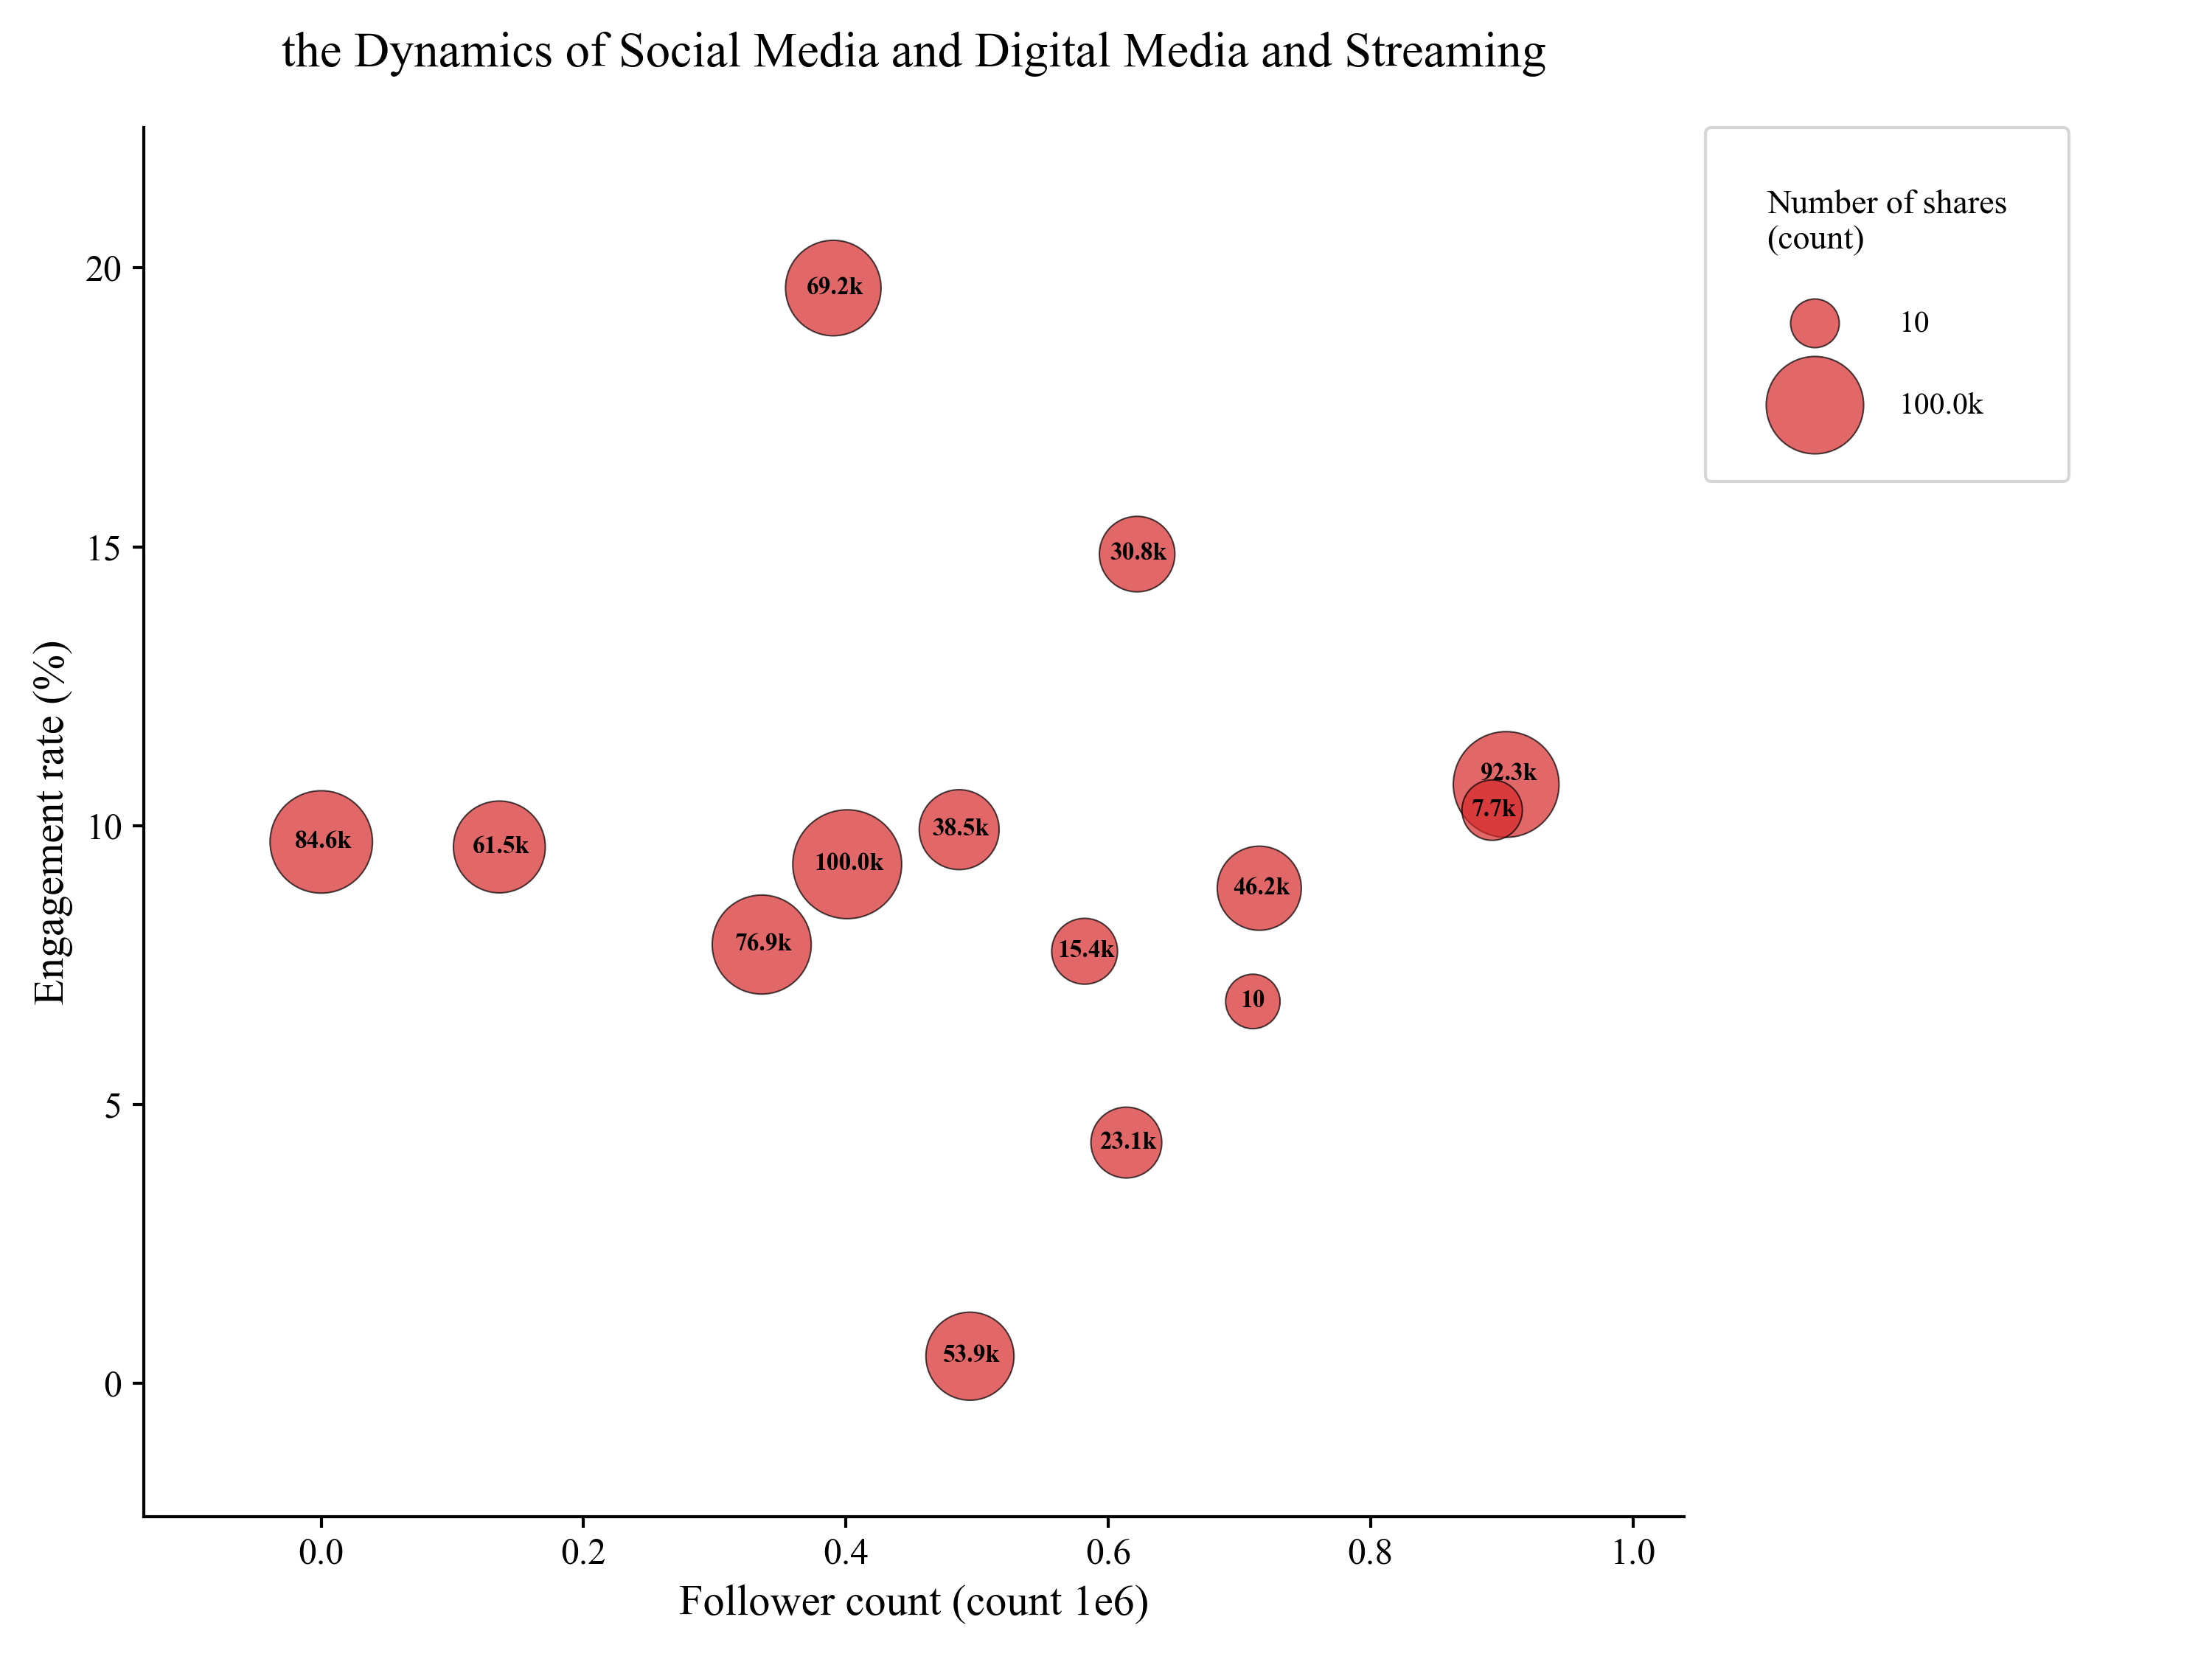 the Dynamics of Social Media and Digital Media and Streaming
Number of shares
(count)
10
100.0k
Engagement rate (%)
20
15
10
5
0
69.2k
30.8k
92.3k
7.7k
84.6k
61.5k
100.0k
38.5k
46.2k
76.9k
15.4k
10
23.1k
53.9k
0.0
0.2
0.4
0.6
0.8
1.0
Follower count (count 1e6)